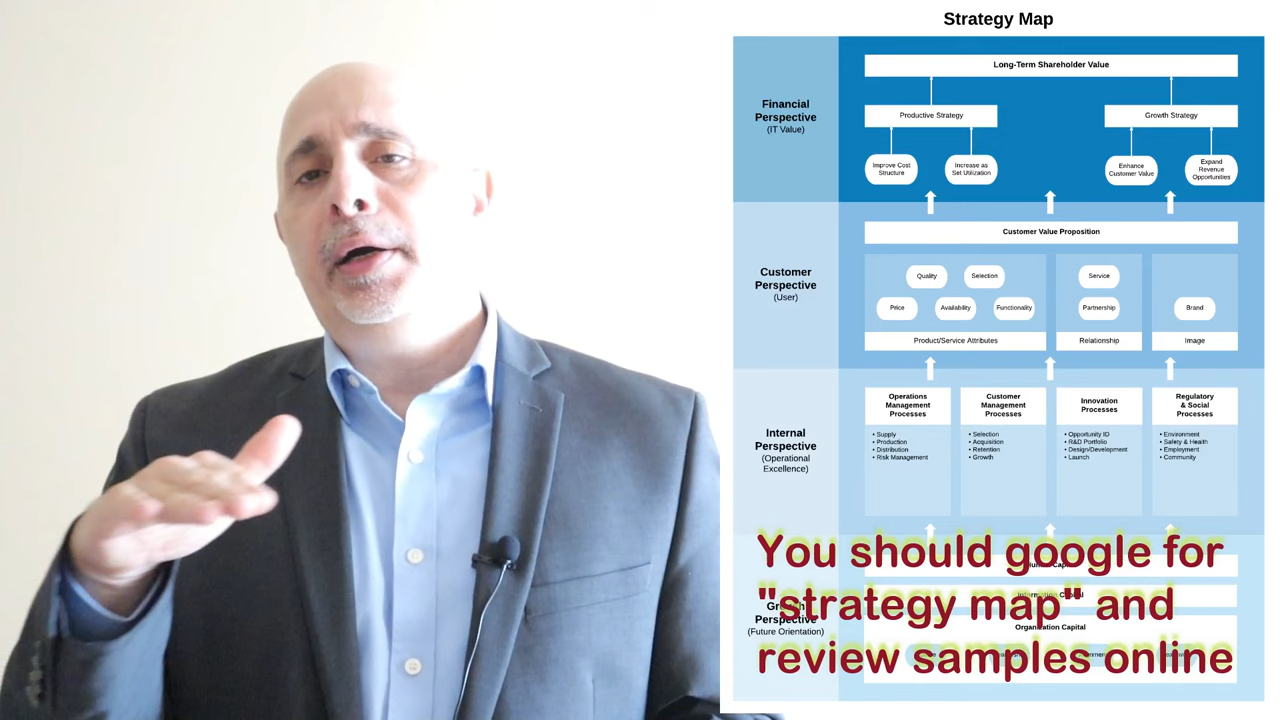 Strategy Map
Long-Term Shareholder Value
Financial
Perspective
(IT Value)
Productive Strategy
Growth Strategy
Improve Cost
Structure
Increase as
Set Utilization
Enhance
Customer Value
Expand
Revenue
Opportunities
Customer Value Proposition
Customer
Perspective
(User)
Quality
Selection
Service
Price
Availability
Functionality
Partnership
Brand
Product/Service Attributes
Relationship
Image
Operations
Management
Processes
Customer
Management
Processes
Innovation
Processes
Regulatory
& Social
Processes
Internal
Perspective
(Operational
Excellence)
• Supply
• Production
• Distribution
• Risk Management
• Selection
• Acquisition
• Retention
• Growth
• Opportunity ID
• R&D Portfolio
• Design/Development
• Launch
• Environment
• Safety & Health
• Employment
• Community
You should google for
"strategy map" and
review samples online
Perspective
(Future Orientation)
Organization Capital